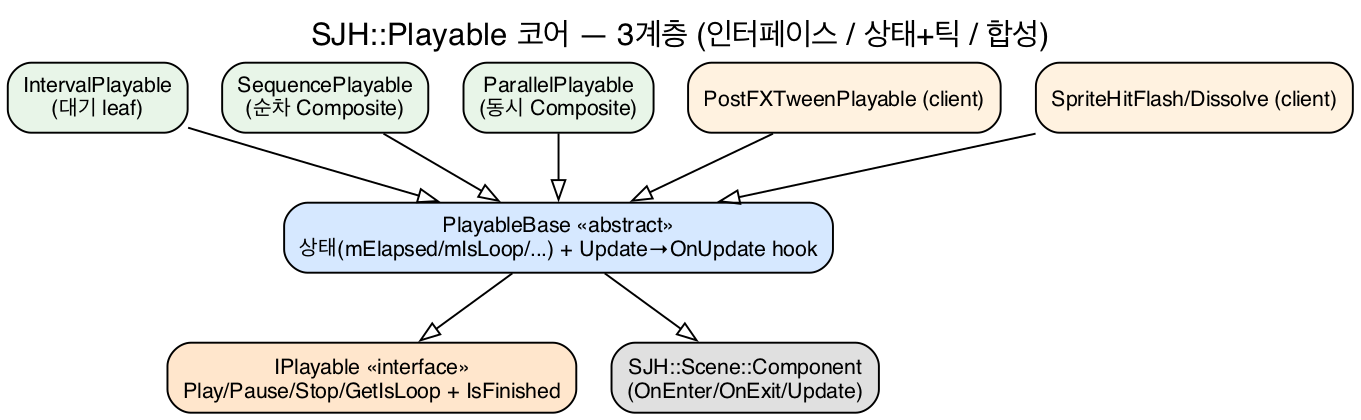 SJH::Playable 코어 — 3계층 (인터페이스 / 상태+틱 / 합성)
IntervalPlayable
(대기 leaf)
SequencePlayable
(순차 Composite)
ParallelPlayable
(동시 Composite)
PostFXTweenPlayable (client)
SpriteHitFlash/Dissolve (client)
PlayableBase «abstract»
상태(mElapsed/mIsLoop/...) + Update→OnUpdate hook
IPlayable «interface»
Play/Pause/Stop/GetIsLoop + IsFinished
SJH::Scene::Component
(OnEnter/OnExit/Update)